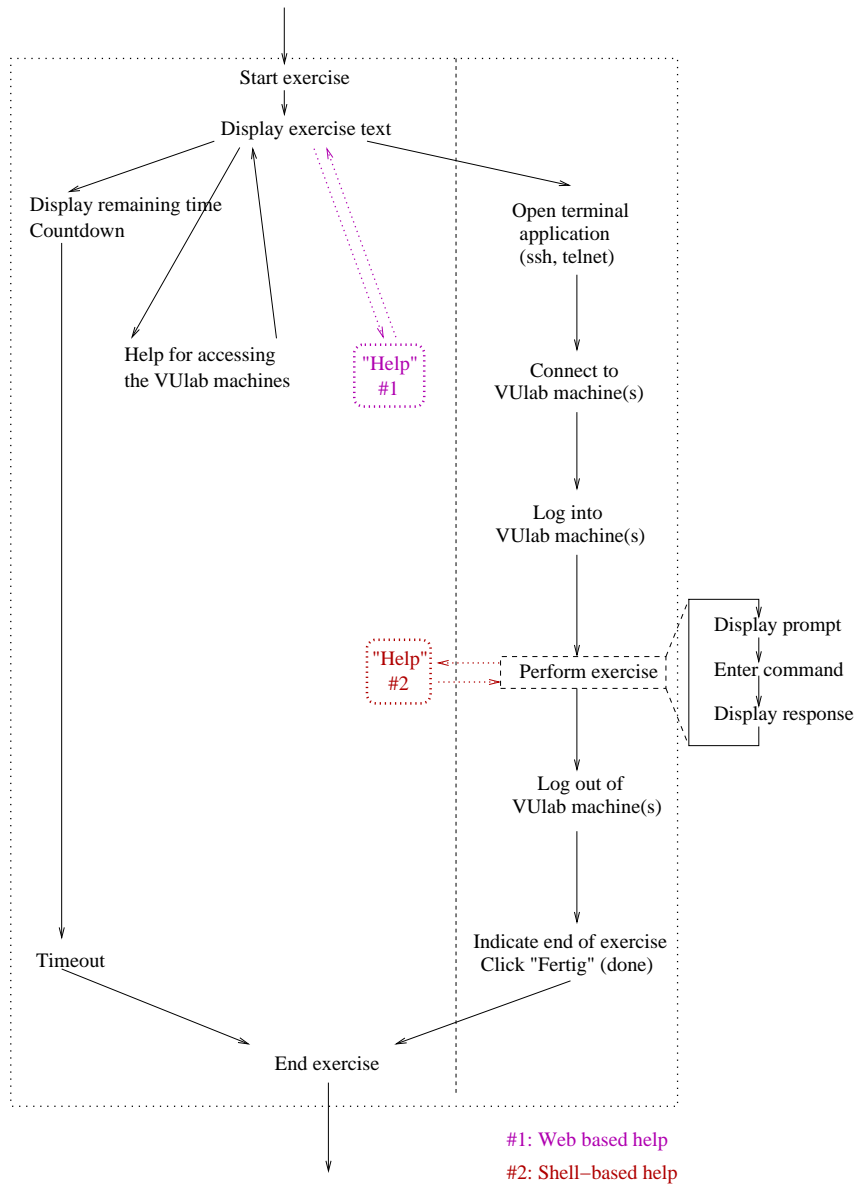 Start exercise
Display exercise text
Display remaining time
Countdown
Open terminal
application
(ssh, telnet)
Help for accessing
the VUlab machines
"Help"
#1
Connect to
VUlab machine(s)
Log into
VUlab machine(s)
"Help"
#2
Perform exercise
Display prompt
Enter command
Display response
Log out of
VUlab machine(s)
Timeout
Indicate end of exercise
Click "Fertig" (done)
End exercise
#1: Web based help
#2: Shell−based help